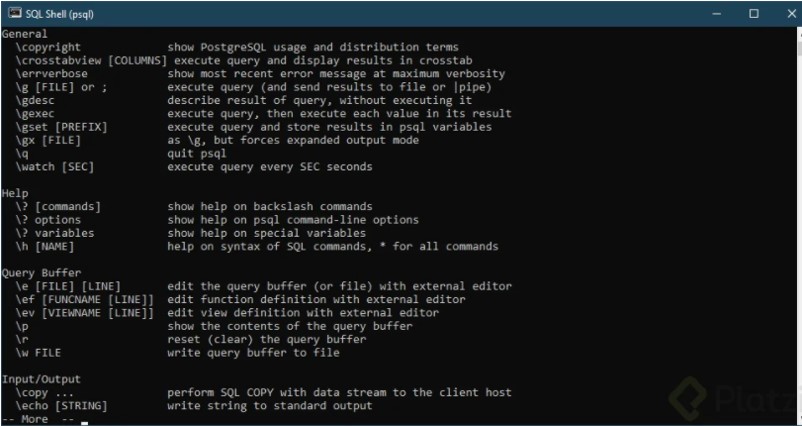 SQL Shell (psql)
General
\copyright show PostgreSQL usage and distribution terms
\crosstabview [COLUMNS] execute query and display results in crosstab
\errverbose show most recent error message at maximum verbosity
\g [FILE] or ; execute query (and send results to file or |pipe)
\gdesc describe result of query, without executing it
\gexec execute query, then execute each value in its result
\gset [PREFIX] execute query and store results in psql variables
\gx [FILE] as \g, but forces expanded output mode
\q quit psql
\watch [SEC] execute query every SEC seconds
Help
\? [commands] show help on backslash commands
\? options show help on psql command-line options
\? variables show help on special variables
\h [NAME] help on syntax of SQL commands, * for all commands
Query Buffer
\e [FILE] [LINE] edit the query buffer (or file) with external editor
\ef [FUNCNAME [LINE]] edit function definition with external editor
\ev [VIEWNAME [LINE]] edit view definition with external editor
\p show the contents of the query buffer
\r reset (clear) the query buffer
\w FILE write query buffer to file
Input/Output
\copy ... perform SQL COPY with data stream to the client host
\echo [STRING] write string to standard output
-- More --
Platzi